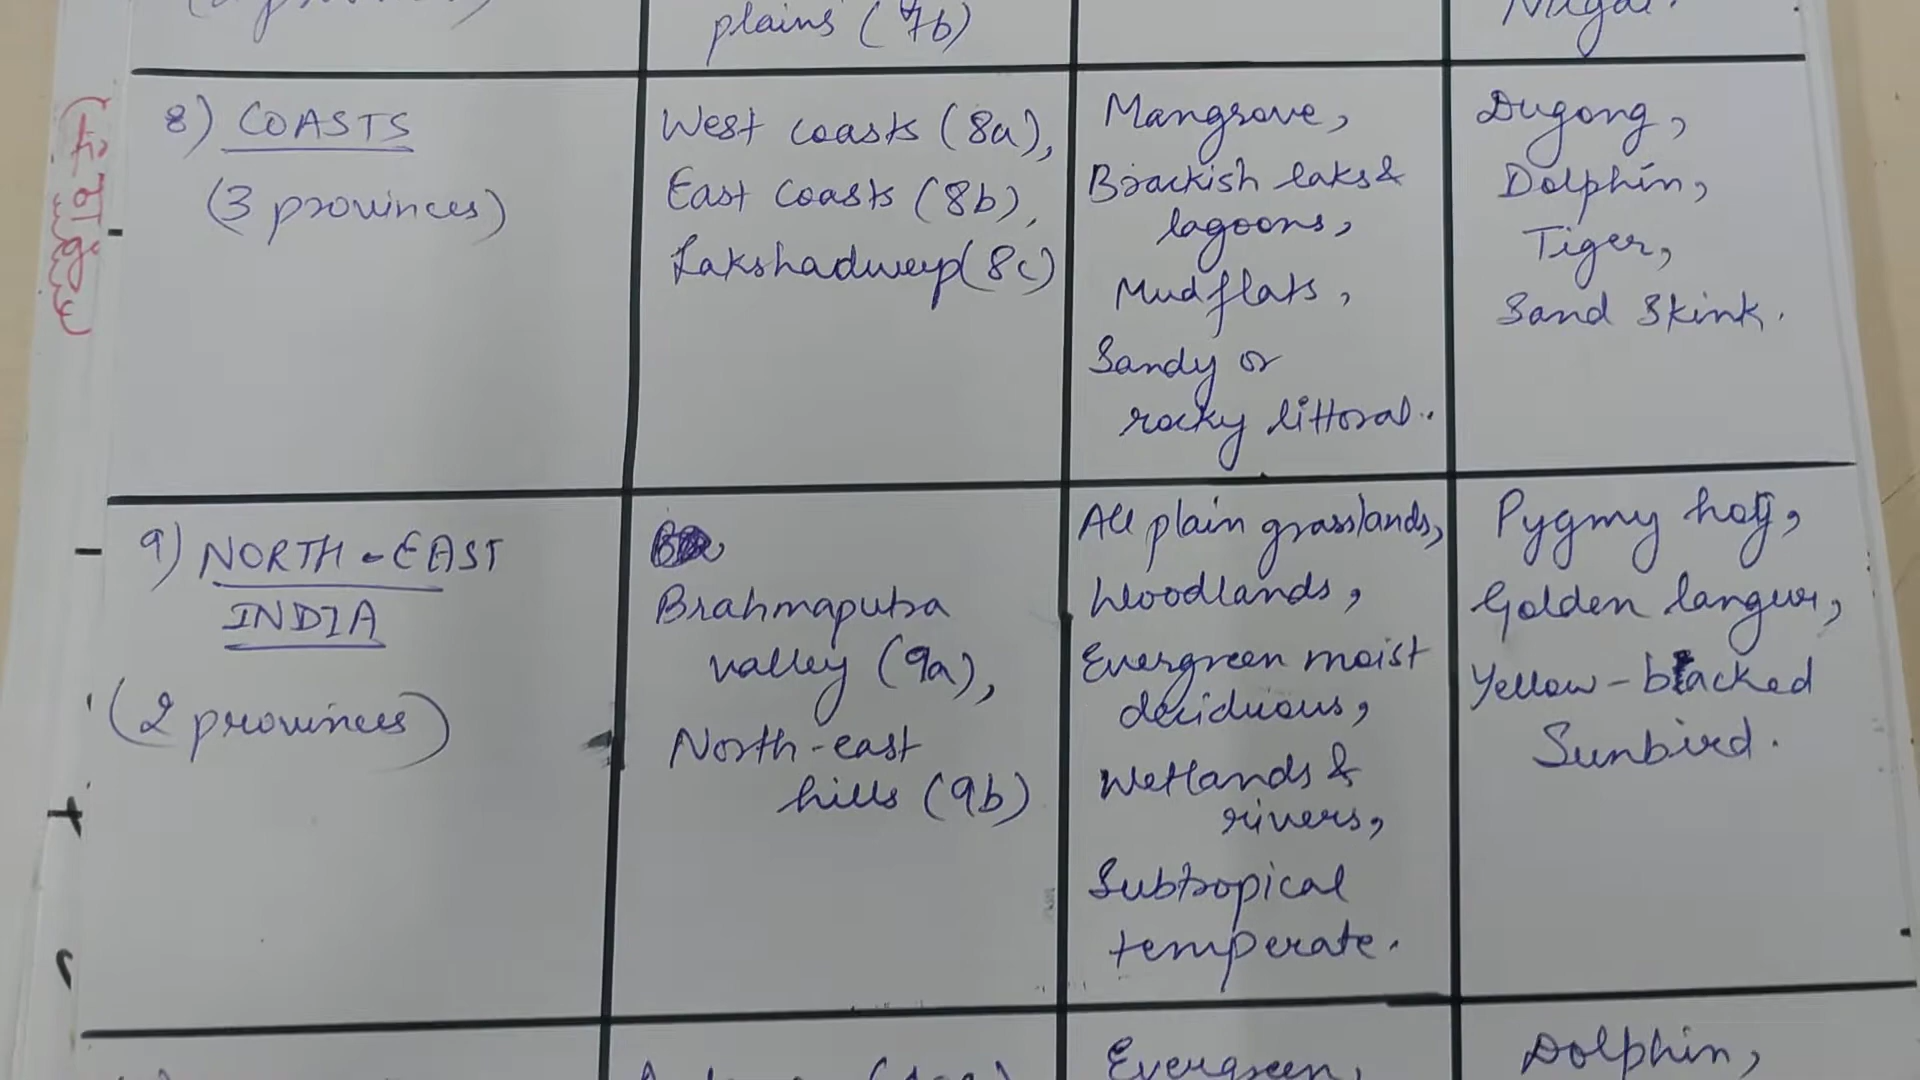 plains (7b)
Nilgai.
8) COASTS
(3 provinces)
West coasts (8a),
East Coasts (8b),
Lakshadweep (8c)
Mangrove,
Brackish laks &
lagoons,
Mudflats,
Sandy or
rocky littoral.
Dugong,
Dolphin,
Tiger,
Sand Skink.
9) NORTH-EAST
INDIA
(2 provinces)
Brahmaputra
valley (9a),
North-east
hills (9b)
All plain grasslands,
Woodlands,
Evergreen moist
deciduous,
Wetlands &
rivers,
Subtropical
temperate.
Pygmy hog,
Golden langur,
Yellow-backed
Sunbird.
Evergreen,
Dolphin,